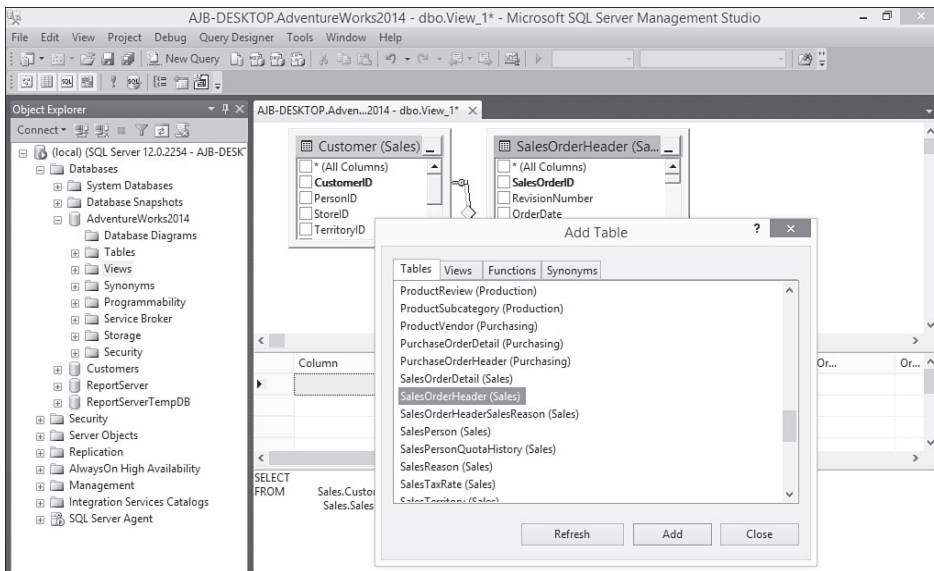 AJB-DESKTOP.AdventureWorks2014 - dbo.View_1* - Microsoft SQL Server Management Studio
File Edit View Project Debug Query Designer Tools Window Help
New Query
Object Explorer
AJB-DESKTOP.Adven...2014 - dbo.View_1*
Connect
(local) (SQL Server 12.0.2254 - AJB-DESKT
Databases
System Databases
Database Snapshots
AdventureWorks2014
Database Diagrams
Tables
Views
Synonyms
Programmability
Service Broker
Storage
Security
Customers
ReportServer
ReportServerTempDB
Security
Server Objects
Replication
AlwaysOn High Availability
Management
Integration Services Catalogs
SQL Server Agent
Customer (Sales)
* (All Columns)
CustomerID
PersonID
StoreID
TerritoryID
SalesOrderHeader (Sa...
* (All Columns)
SalesOrderID
RevisionNumber
OrderDate
Column
Or... Or...
SELECT
FROM Sales.Custo
Sales.Sales
Add Table
Tables Views Functions Synonyms
ProductReview (Production)
ProductSubcategory (Production)
ProductVendor (Purchasing)
PurchaseOrderDetail (Purchasing)
PurchaseOrderHeader (Purchasing)
SalesOrderDetail (Sales)
SalesOrderHeader (Sales)
SalesOrderHeaderSalesReason (Sales)
SalesPerson (Sales)
SalesPersonQuotaHistory (Sales)
SalesReason (Sales)
SalesTaxRate (Sales)
SalesTerritory (Sales)
Refresh Add Close